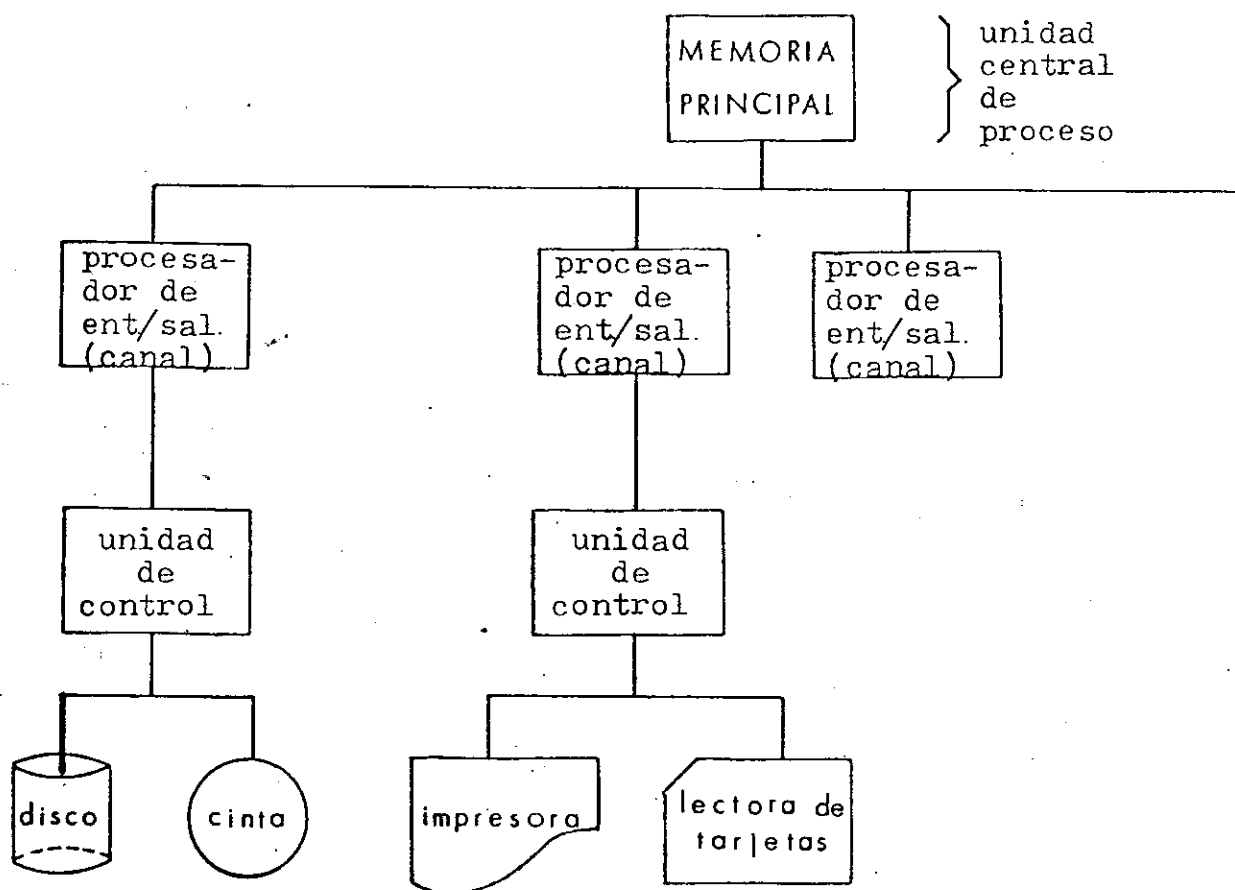 MEMORIA
PRINCIPAL
unidad
central
de
proceso
procesa-
dor de
ent/sal.
(canal)
procesa-
dor de
ent/sal.
(canal)
procesa-
dor de
ent/sal.
(canal)
unidad
de
control
unidad
de
control
disco
cinta
impresora
lectora de
tarjetas